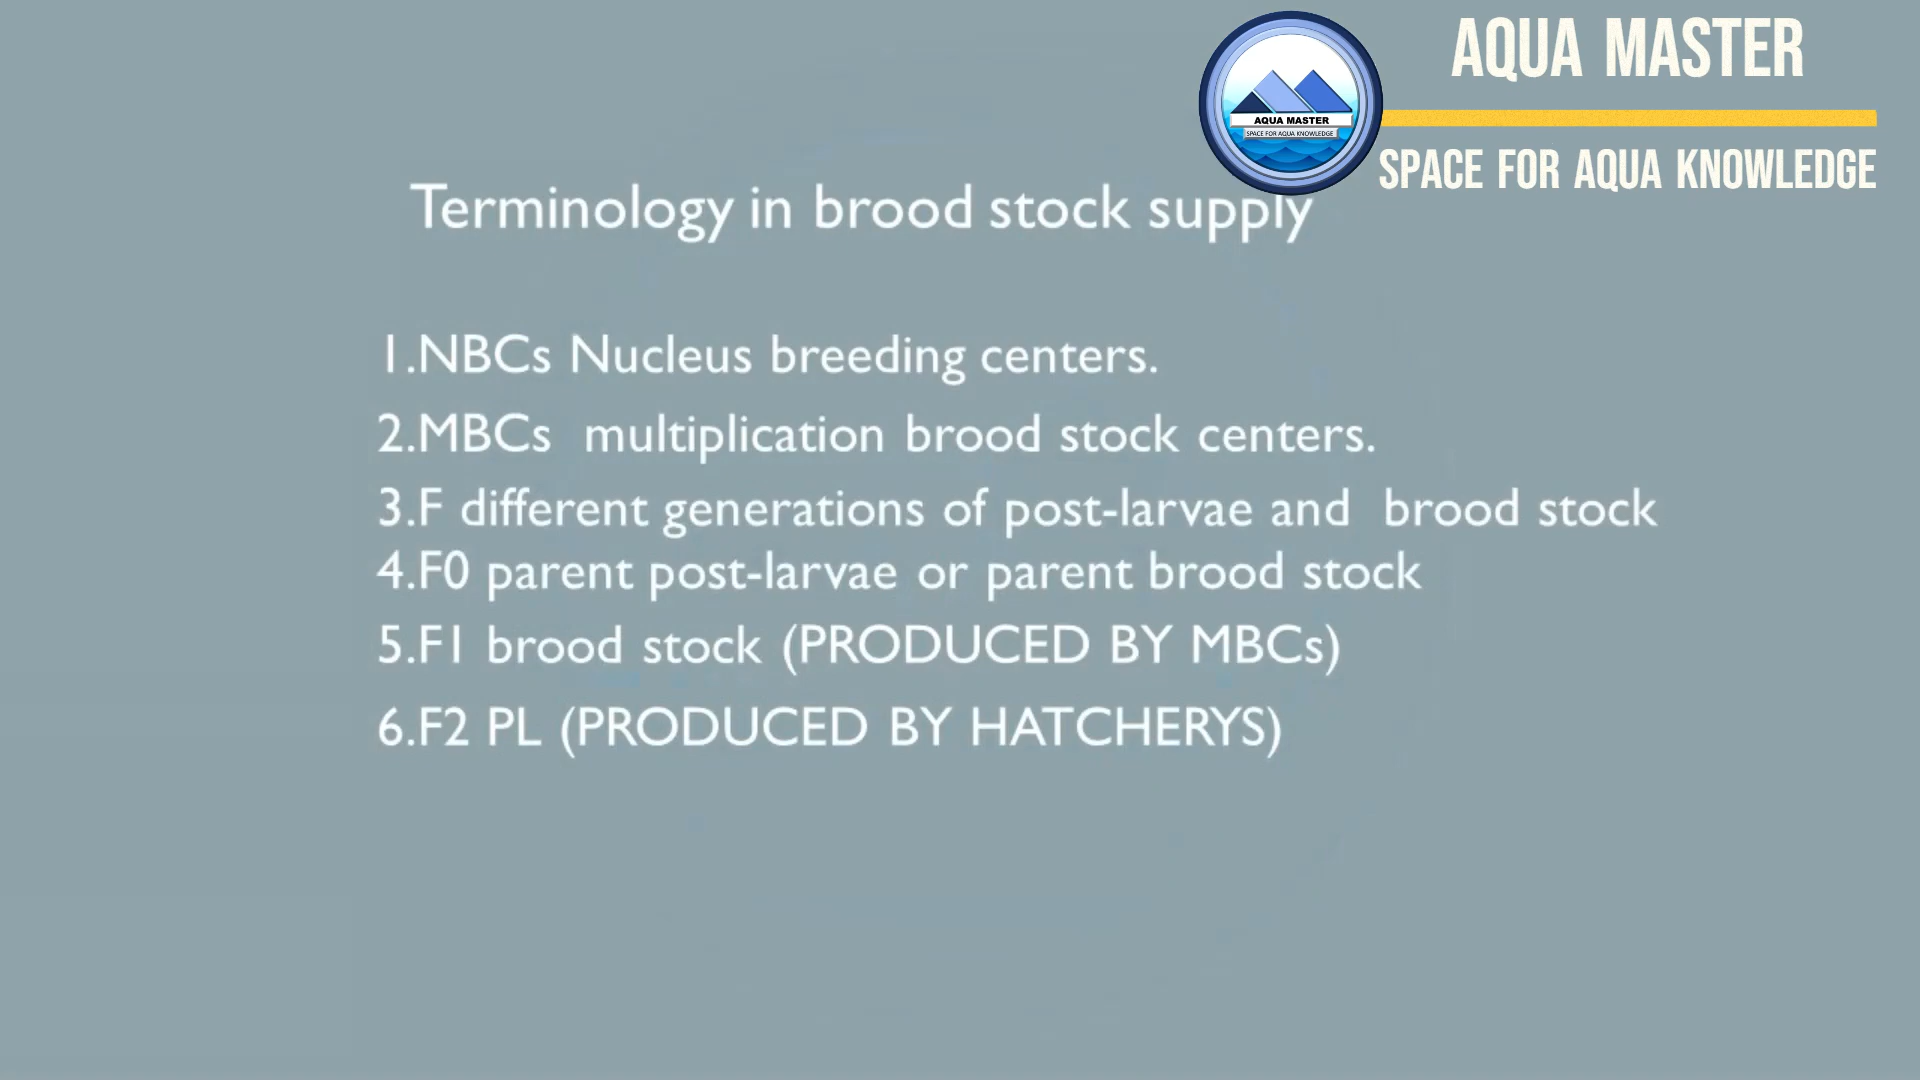 AQUA MASTER
SPACE FOR AQUA KNOWLEDGE
AQUA MASTER
SPACE FOR AQUA KNOWLEDGE
Terminology in brood stock supply
1.NBCs Nucleus breeding centers.
2.MBCs multiplication brood stock centers.
3.F different generations of post-larvae and brood stock
4.F0 parent post-larvae or parent brood stock
5.F1 brood stock (PRODUCED BY MBCs)
6.F2 PL (PRODUCED BY HATCHERYS)